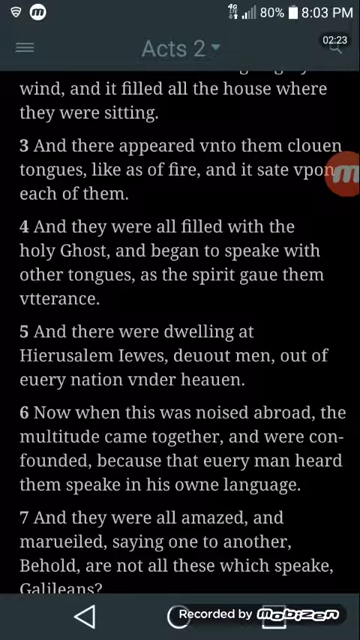 4G 80% 8:03 PM
02:23
Acts 2
wind, and it filled all the house where
they were sitting.
3 And there appeared vnto them clouen
tongues, like as of fire, and it sate vpon
each of them.
4 And they were all filled with the
holy Ghost, and began to speake with
other tongues, as the spirit gaue them
vtterance.
5 And there were dwelling at
Hierusalem Iewes, deuout men, out of
euery nation vnder heauen.
6 Now when this was noised abroad, the
multitude came together, and were con-
founded, because that euery man heard
them speake in his owne language.
7 And they were all amazed, and
marueiled, saying one to another,
Behold, are not all these which speake,
Galileans?
Recorded by mobizen